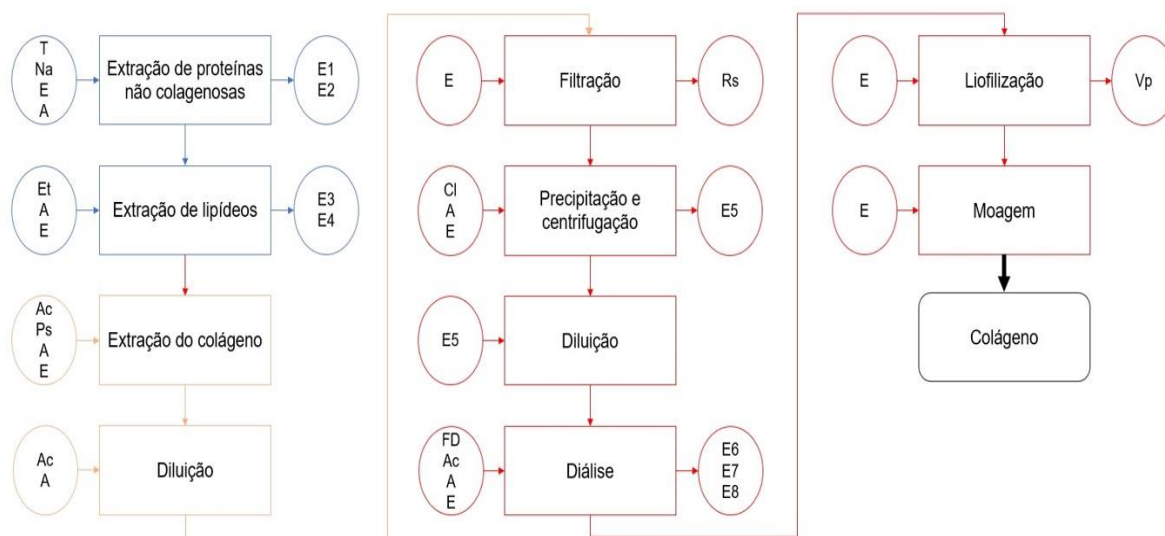 T
Na
E
A
Extração de proteínas
não colagenosas
E1
E2
Et
A
E
Extração de lipídeos
E3
E4
Ac
Ps
A
E
Extração do colágeno
Ac
A
Diluição
E
Filtração
Rs
Cl
A
E
Precipitação e
centrifugação
E5
E5
Diluição
FD
Ac
A
E
Diálise
E6
E7
E8
E
Liofilização
Vp
E
Moagem
Colágeno